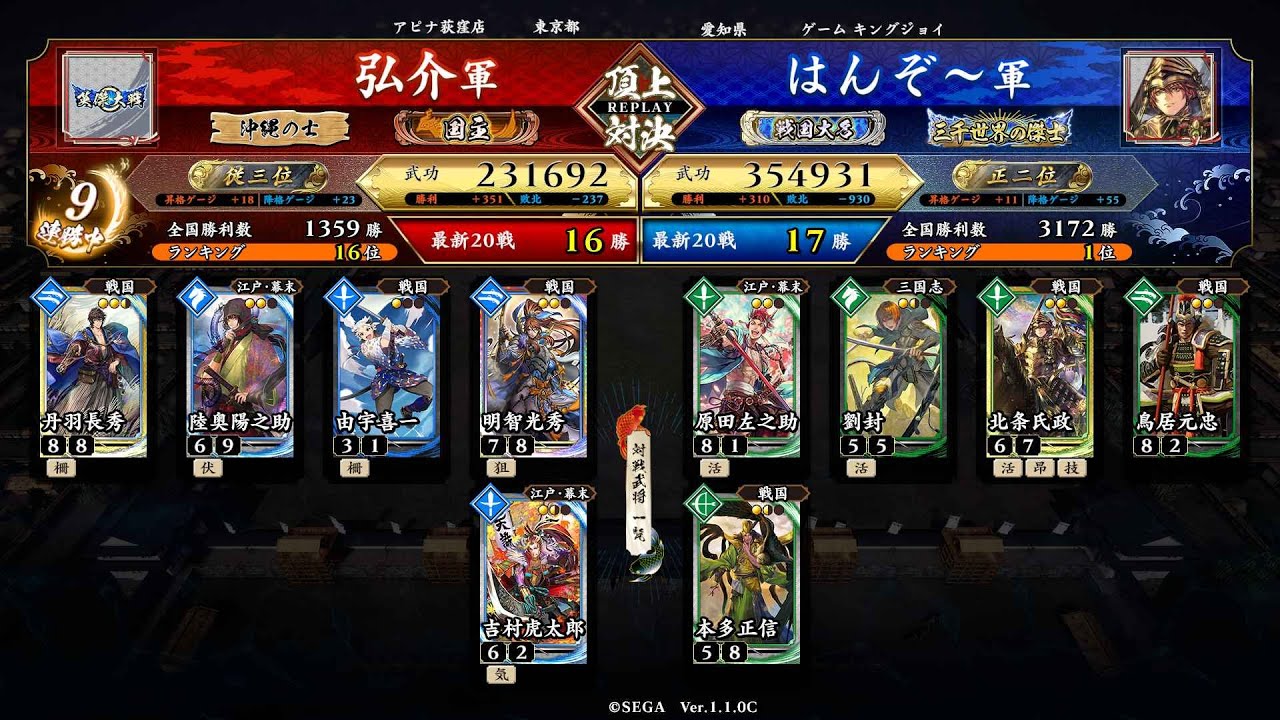 アピナ荻窪店 東京都
愛知県 ゲーム キングジョイ
英傑大戦
弘介軍
頂上
REPLAY
対決
はんぞ～軍
沖縄の士
国主
戦国大名
三千世界の傑士
9
連勝中
従三位
昇格ゲージ +18 降格ゲージ +23
武功 231692
勝利 +351 敗北 -237
武功 354931
勝利 +310 敗北 -930
正二位
昇格ゲージ +11 降格ゲージ +55
全国勝利数 1359勝
ランキング 16位
最新20戦 16勝
最新20戦 17勝
全国勝利数 3172勝
ランキング 1位
戦国
丹羽長秀
8 8
柵
江戸・幕末
陸奥陽之助
6 9
伏
戦国
由宇喜一
3 1
柵
戦国
明智光秀
7 8
狙
江戸・幕末
原田左之助
8 1
活
三国志
劉封
5 5
活
戦国
北条氏政
6 7
活 昂 技
戦国
鳥居元忠
8 2
対戦武将一覧
江戸・幕末
吉村虎太郎
6 2
気
戦国
本多正信
5 8
©SEGA Ver.1.1.0C